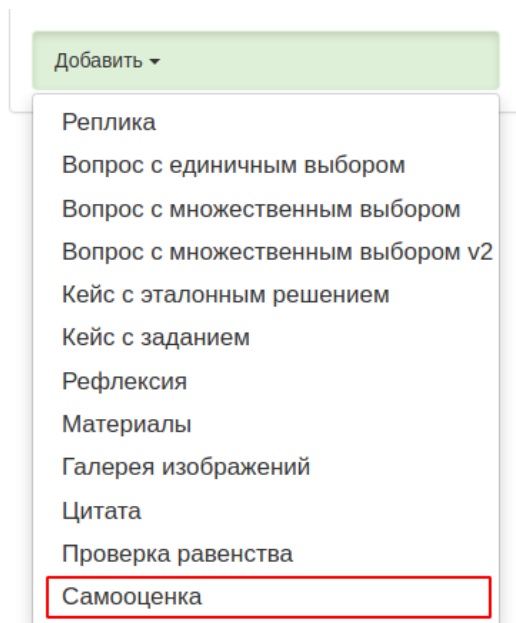 Добавить
Реплика
Вопрос с единичным выбором
Вопрос с множественным выбором
Вопрос с множественным выбором v2
Кейс с эталонным решением
Кейс с заданием
Рефлексия
Материалы
Галерея изображений
Цитата
Проверка равенства
Самооценка